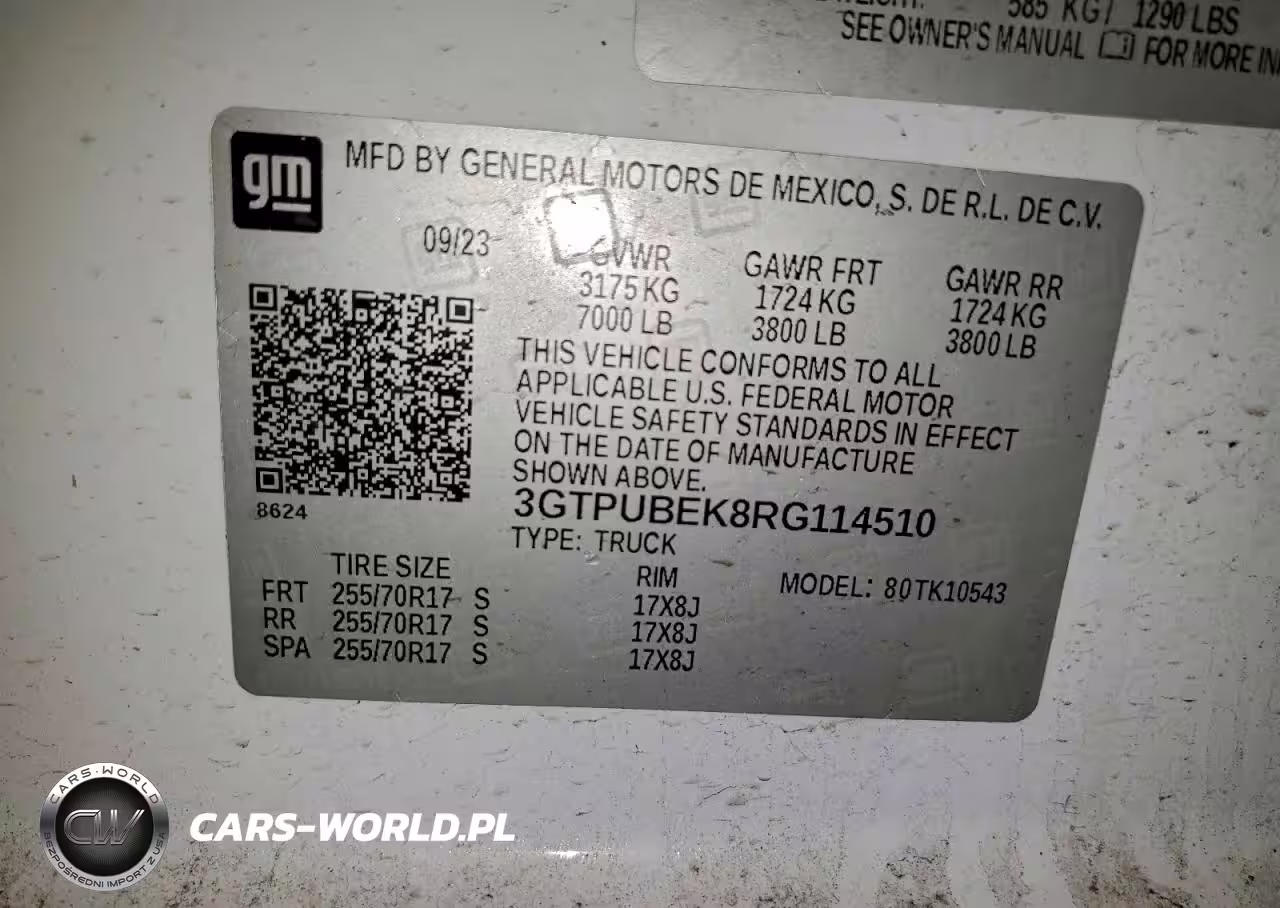 585 KG / 1290 LBS
SEE OWNER'S MANUAL FOR MORE
gm
MFD BY GENERAL MOTORS DE MEXICO, S. DE R.L. DE C.V.
09/23
GVWR GAWR FRT GAWR RR
3175 KG 1724 KG 1724 KG
7000 LB 3800 LB 3800 LB
THIS VEHICLE CONFORMS TO ALL
APPLICABLE U.S. FEDERAL MOTOR
VEHICLE SAFETY STANDARDS IN EFFECT
ON THE DATE OF MANUFACTURE
SHOWN ABOVE.
3GTPUBEK8RG114510
8624
TYPE: TRUCK
TIRE SIZE RIM MODEL: 80TK10543
FRT 255/70R17 S 17X8J
RR 255/70R17 S 17X8J
SPA 255/70R17 S 17X8J
CARS-WORLD
CW
BEZPOŚREDNI IMPORT Z USA
CARS-WORLD.PL